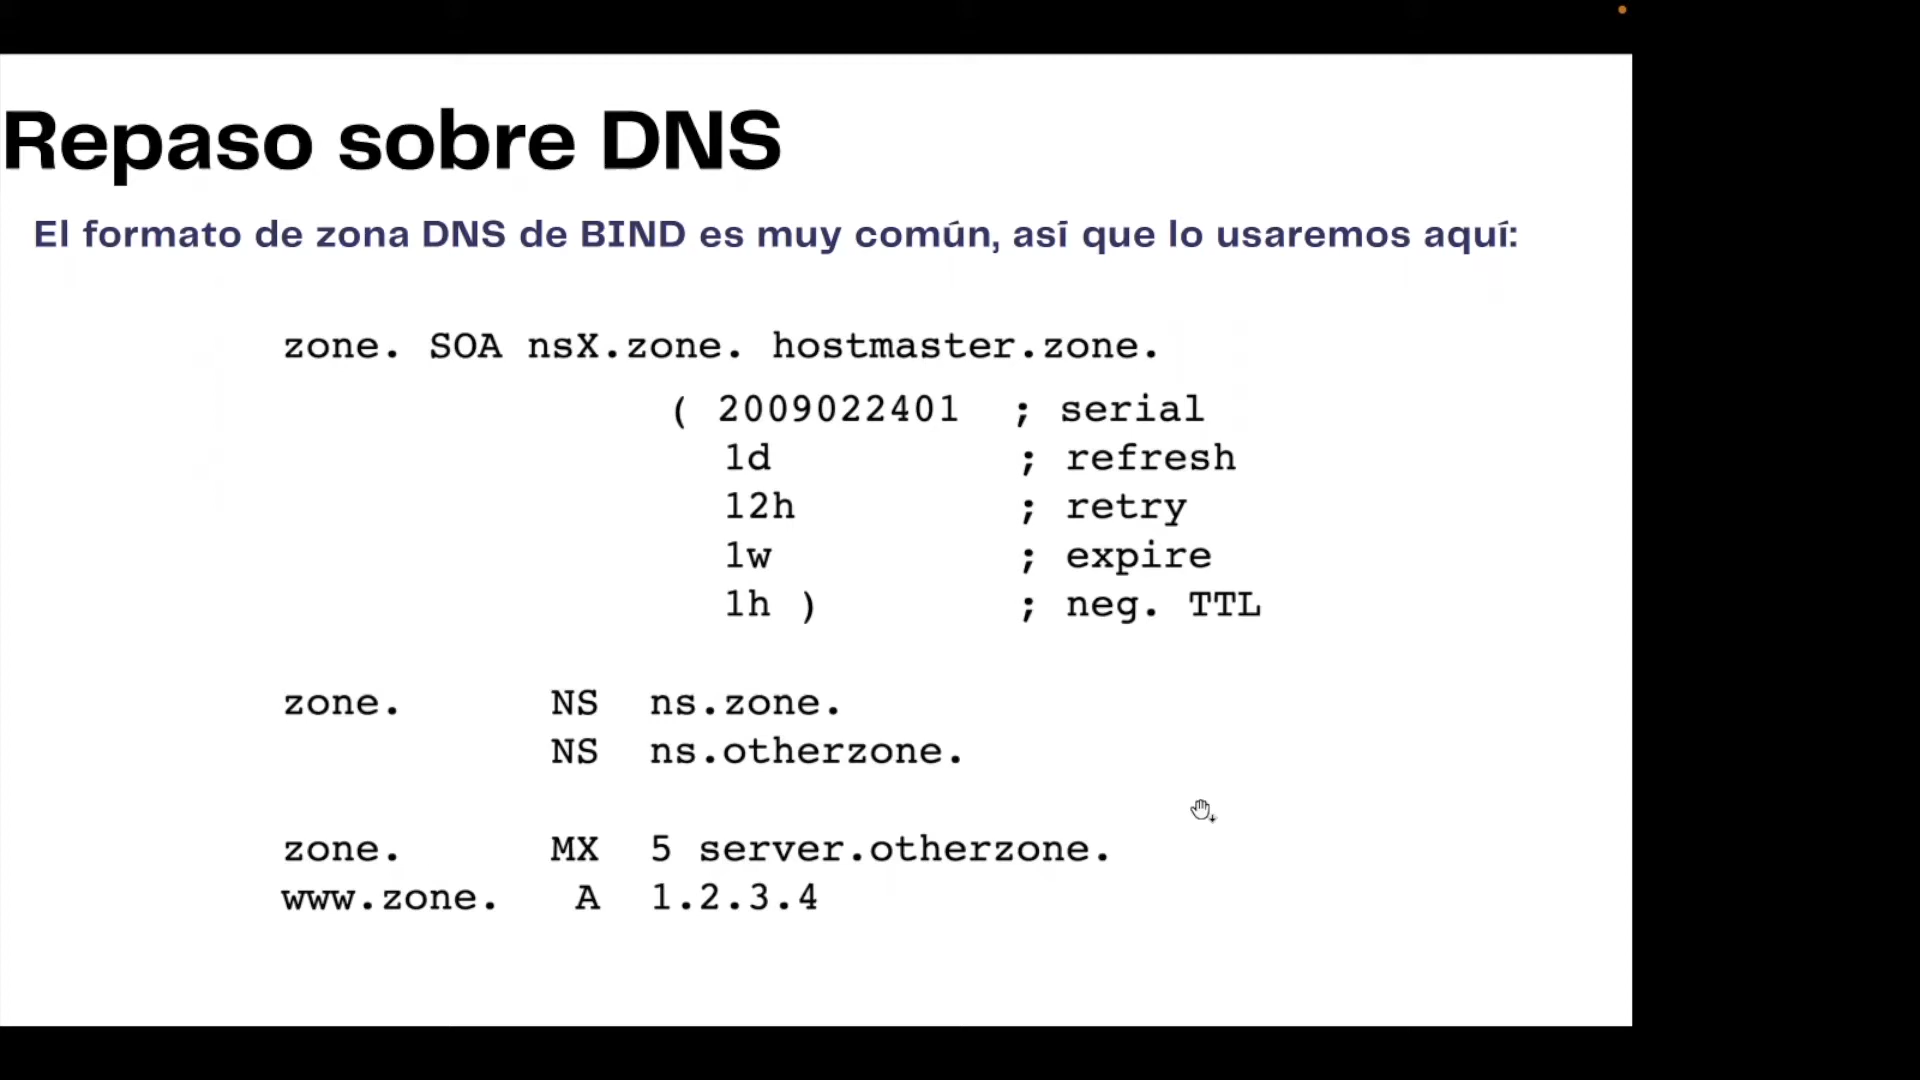 Repaso sobre DNS
El formato de zona DNS de BIND es muy común, así que lo usaremos aquí:
zone. SOA nsX.zone. hostmaster.zone.
( 2009022401 ; serial
1d ; refresh
12h ; retry
1w ; expire
1h ) ; neg. TTL
zone. NS ns.zone.
NS ns.otherzone.
zone. MX 5 server.otherzone.
www.zone. A 1.2.3.4